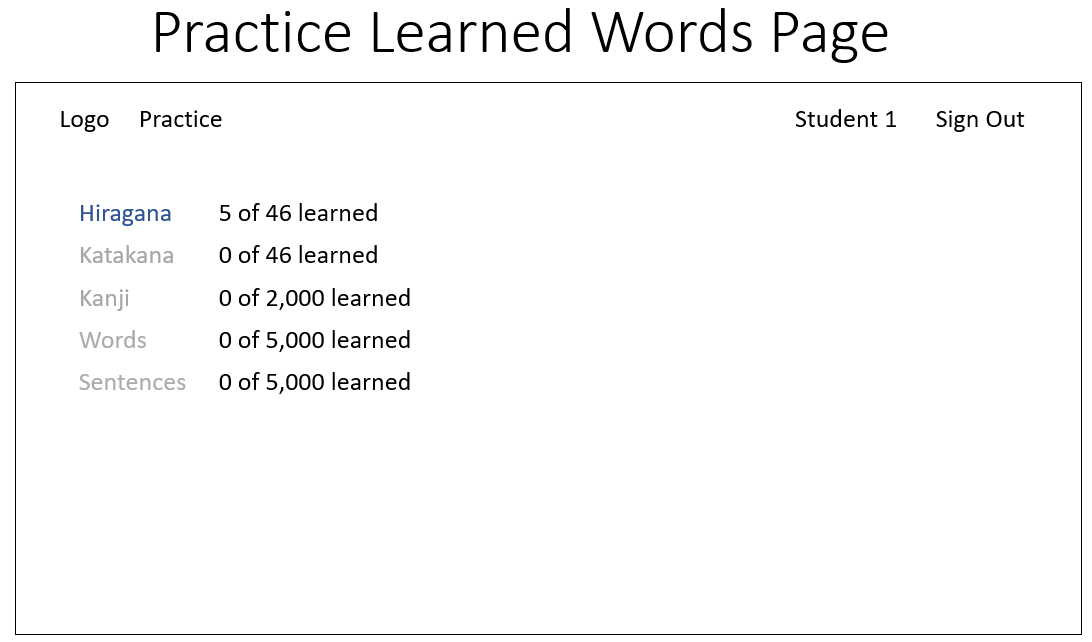 Practice Learned Words Page
Logo Practice Student 1 Sign Out
Hiragana 5 of 46 learned
Katakana 0 of 46 learned
Kanji 0 of 2,000 learned
Words 0 of 5,000 learned
Sentences 0 of 5,000 learned